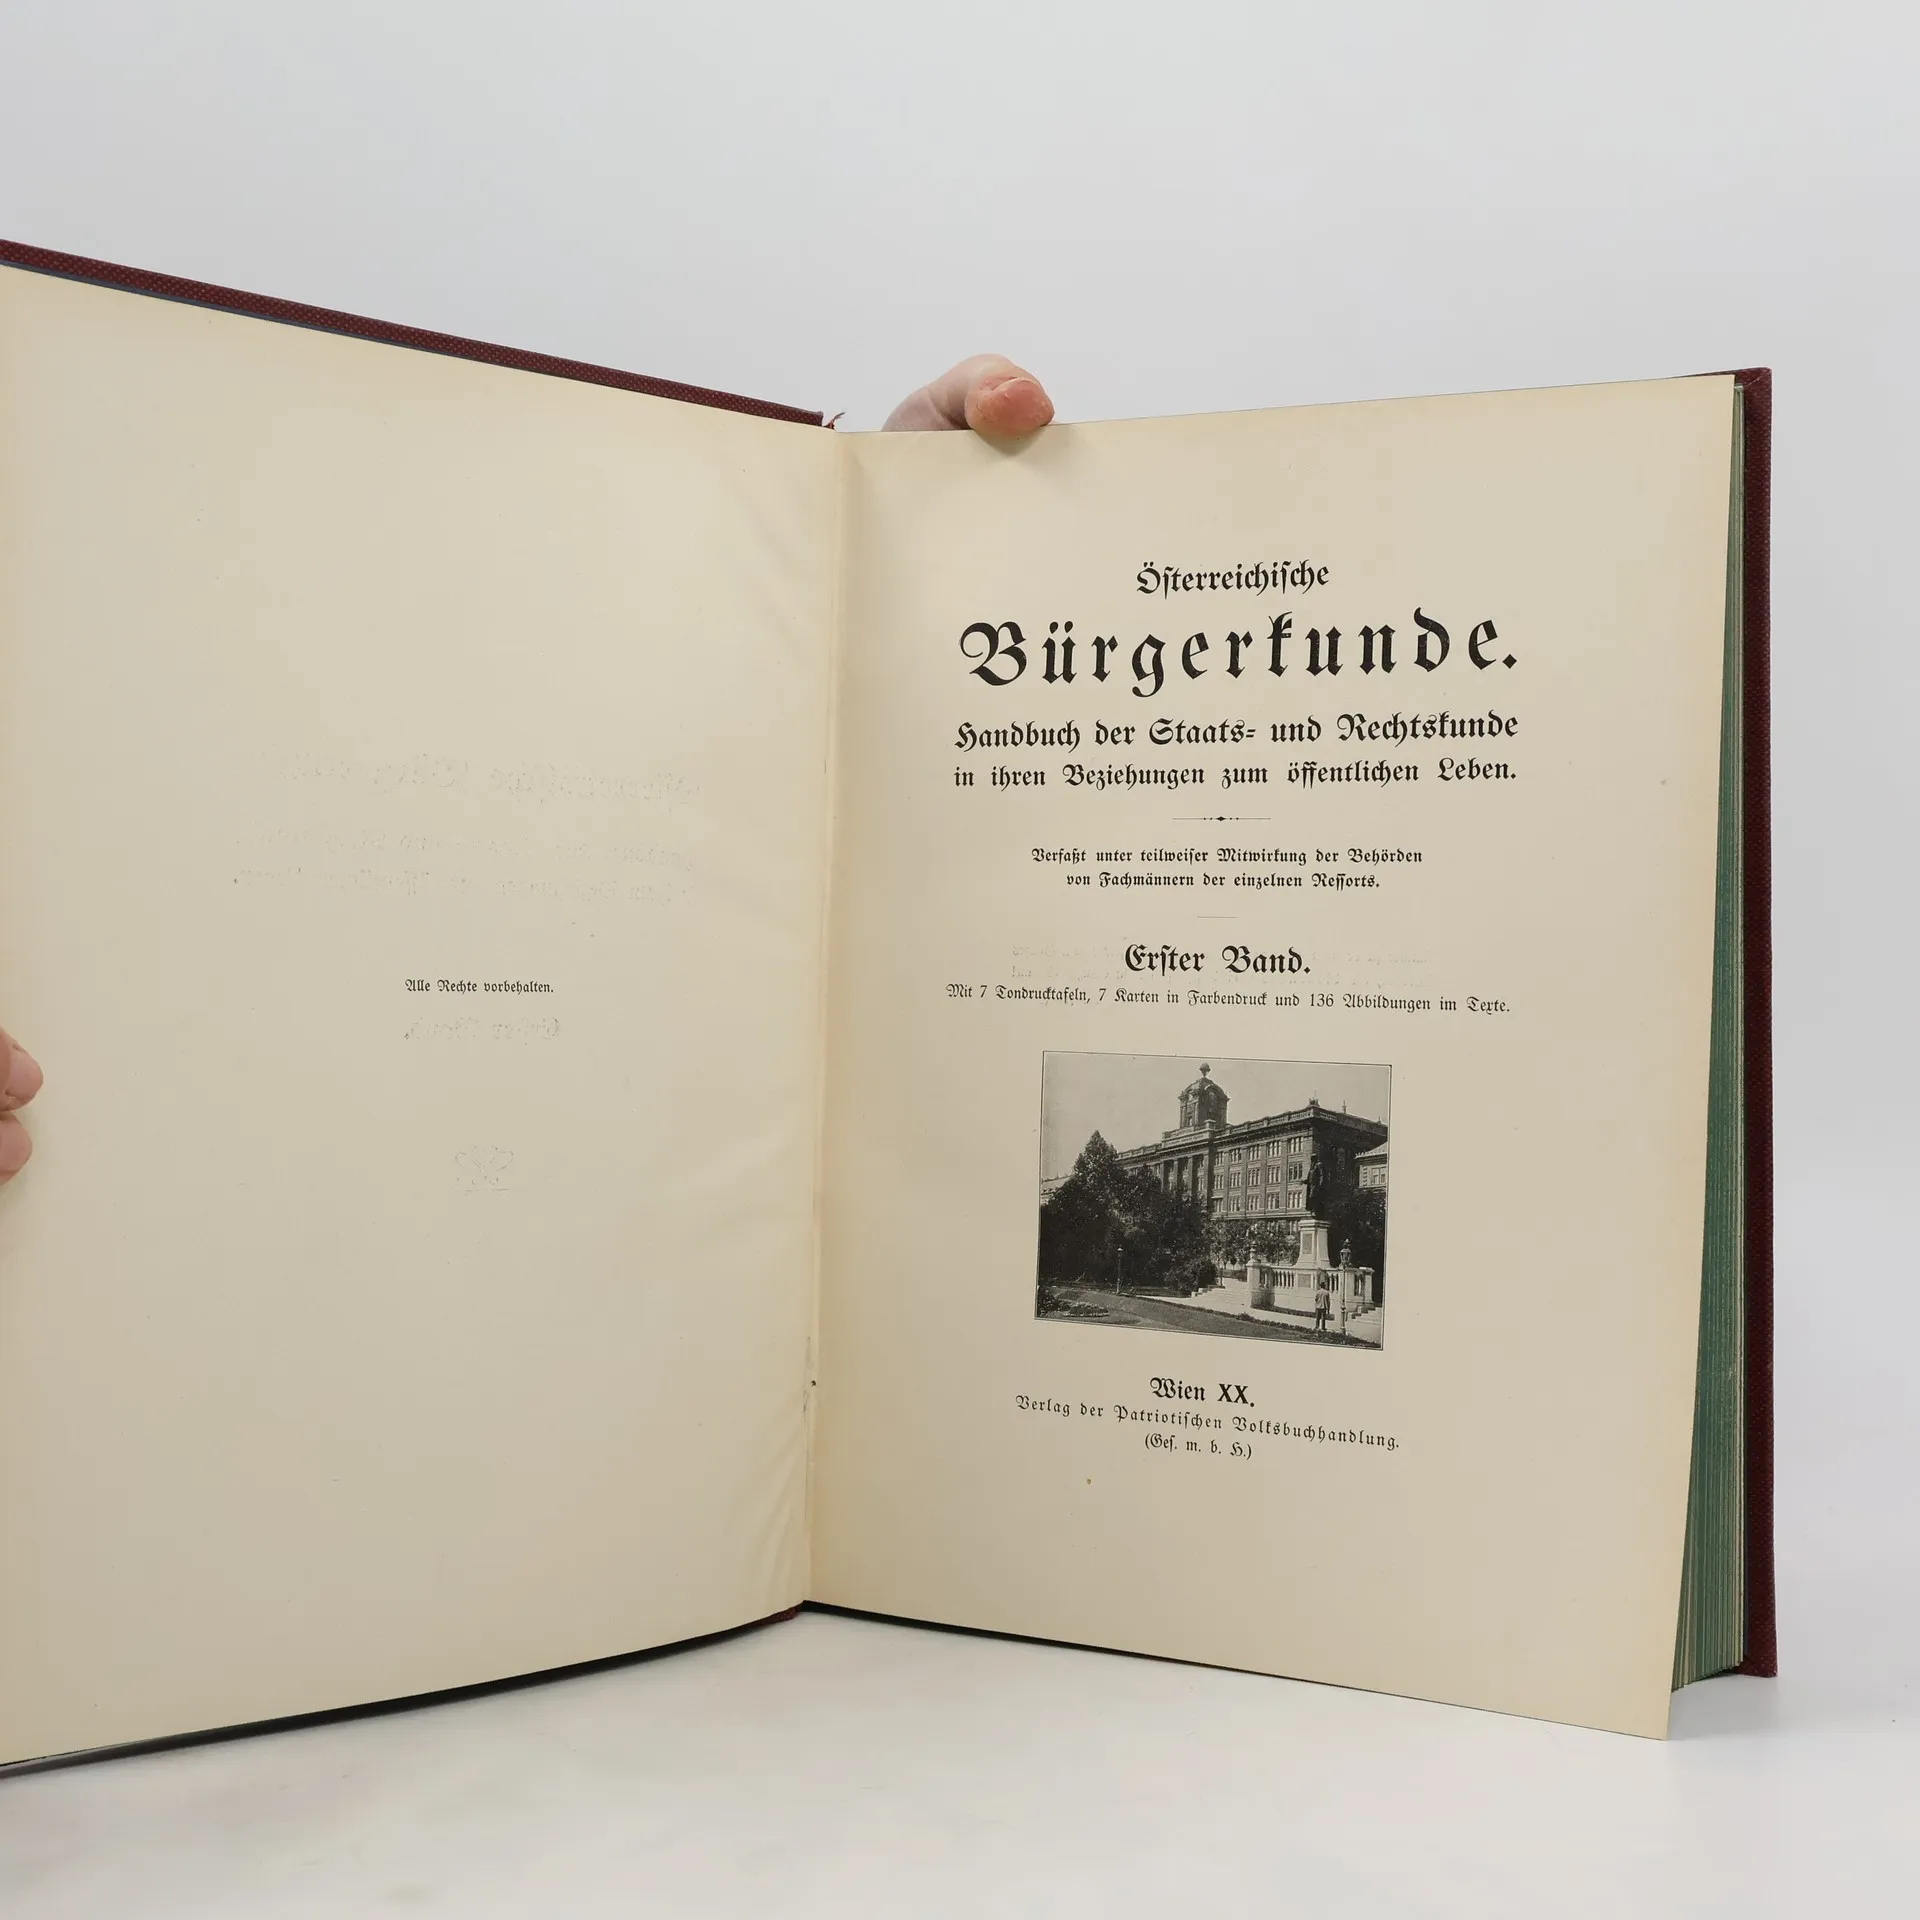 Alle Rechte vorbehalten.
Österreichische
Bürgerkunde.
Handbuch der Staats- und Rechtskunde
in ihren Beziehungen zum öffentlichen Leben.
Verfaßt unter teilweiser Mitwirkung der Behörden
von Fachmännern der einzelnen Ressorts.
Erster Band.
Mit 7 Tondrucktafeln, 7 Karten in Farbendruck und 136 Abbildungen im Texte.
Wien XX.
Verlag der Patriotischen Volksbuchhandlung.
(Ges. m. b. H.)